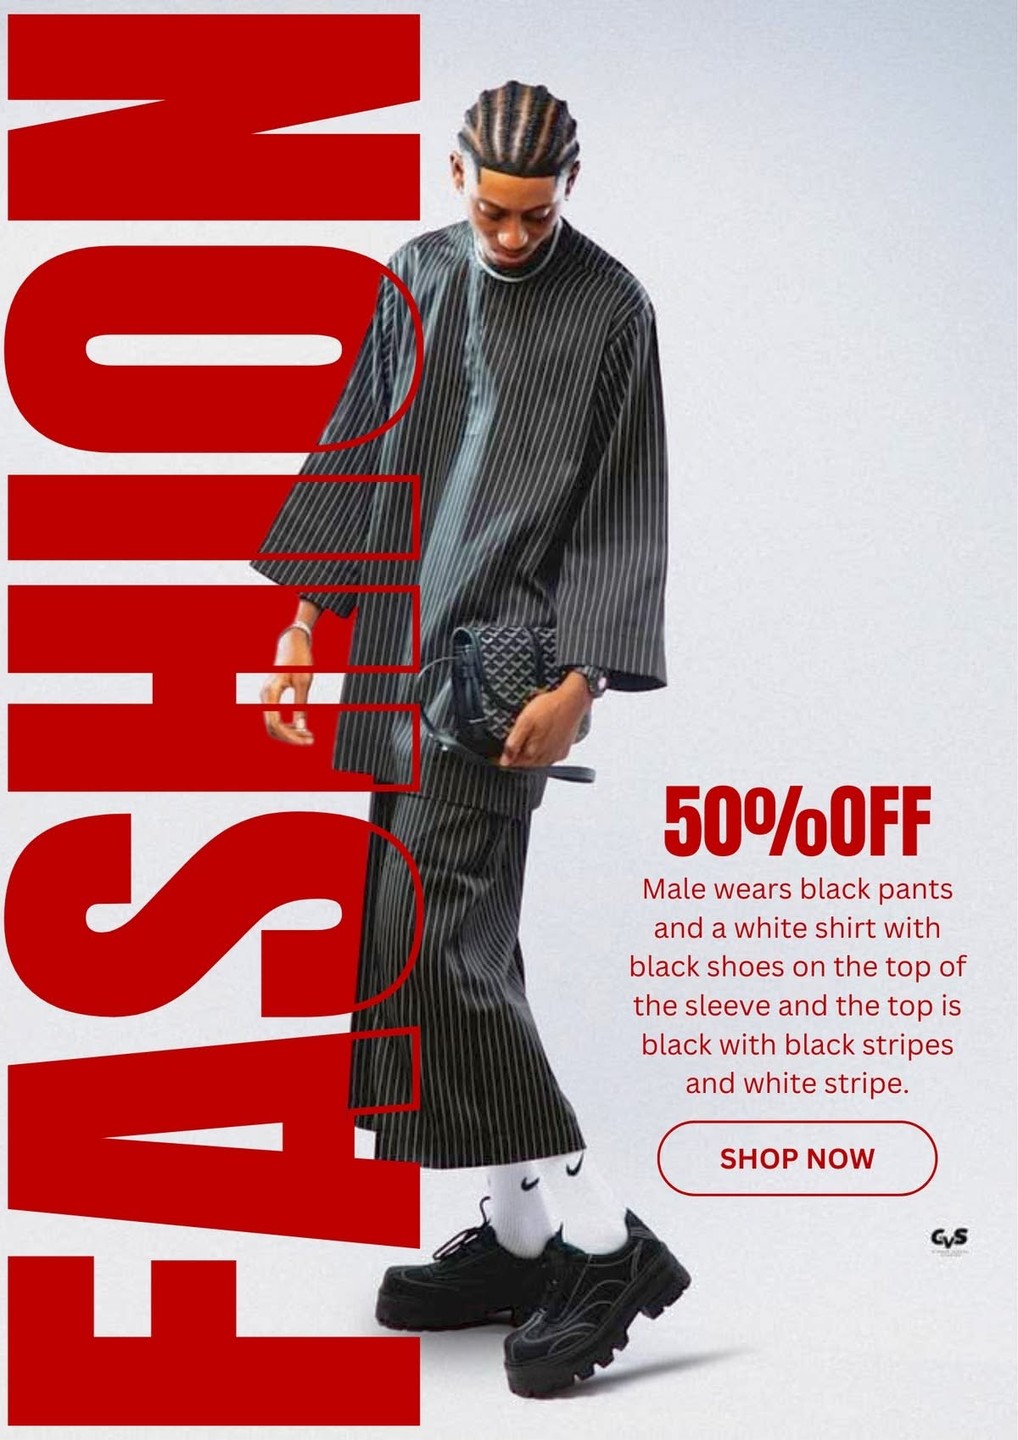 FASHION
50%OFF
Male wears black pants
and a white shirt with
black shoes on the top of
the sleeve and the top is
black with black stripes
and white stripe.
SHOP NOW
CVS